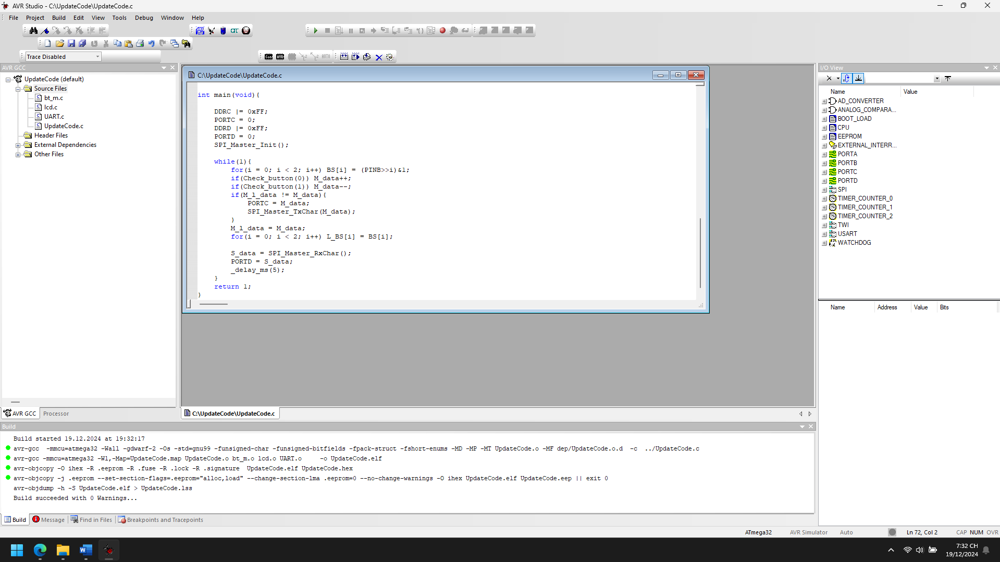 AVR Studio - C:\UpdateCode\UpdateCode.c
File Project Build Edit View Tools Debug Window Help
Trace Disabled
Con AVR AUTO
AVR GCC
UpdateCode (default)
Source Files
bt_m.c
lcd.c
UART.c
UpdateCode.c
Header Files
External Dependencies
Other Files
AVR GCC Processor
C:\UpdateCode\UpdateCode.c
int main(void){
DDRC |= 0xFF;
PORTC = 0;
DDRD |= 0xFF;
PORTD = 0;
SPI_Master_Init();
while(1){
for(i = 0; i < 2; i++) BS[i] = (PINB>>i)&1;
if(Check_button(0)) M_data++;
if(Check_button(1)) M_data--;
if(M_l_data != M_data){
PORTC = M_data;
SPI_Master_TxChar(M_data);
}
M_l_data = M_data;
for(i = 0; i < 2; i++) L_BS[i] = BS[i];
S_data = SPI_Master_RxChar();
PORTD = S_data;
_delay_ms(5);
}
return 1;
}
C:\UpdateCode\UpdateCode.c
I/O View
Name Value
AD_CONVERTER
ANALOG_COMPARA...
BOOT_LOAD
CPU
EEPROM
EXTERNAL_INTERR...
PORTA
PORTB
PORTC
PORTD
SPI
TIMER_COUNTER_0
TIMER_COUNTER_1
TIMER_COUNTER_2
TWI
USART
WATCHDOG
Name Address Value Bits
Build
Build started 19.12.2024 at 19:32:17
avr-gcc  -mmcu=atmega32 -Wall -gdwarf-2 -Os -std=gnu99 -funsigned-char -funsigned-bitfields -fpack-struct -fshort-enums -MD -MP -MT UpdateCode.o -MF dep/UpdateCode.o.d  -c  ../UpdateCode.c
avr-gcc -mmcu=atmega32 -Wl,-Map=UpdateCode.map UpdateCode.o bt_m.o lcd.o UART.o     -o UpdateCode.elf
avr-objcopy -O ihex -R .eeprom -R .fuse -R .lock -R .signature  UpdateCode.elf UpdateCode.hex
avr-objcopy -j .eeprom --set-section-flags=.eeprom="alloc,load" --change-section-lma .eeprom=0 --no-change-warnings -O ihex UpdateCode.elf UpdateCode.eep || exit 0
avr-objdump -h -S UpdateCode.elf > UpdateCode.lss
Build succeeded with 0 Warnings...
Build Message Find in Files Breakpoints and Tracepoints
ATmega32 AVR Simulator Auto Ln 72, Col 2 CAP NUM OVR
7:32 CH
19/12/2024